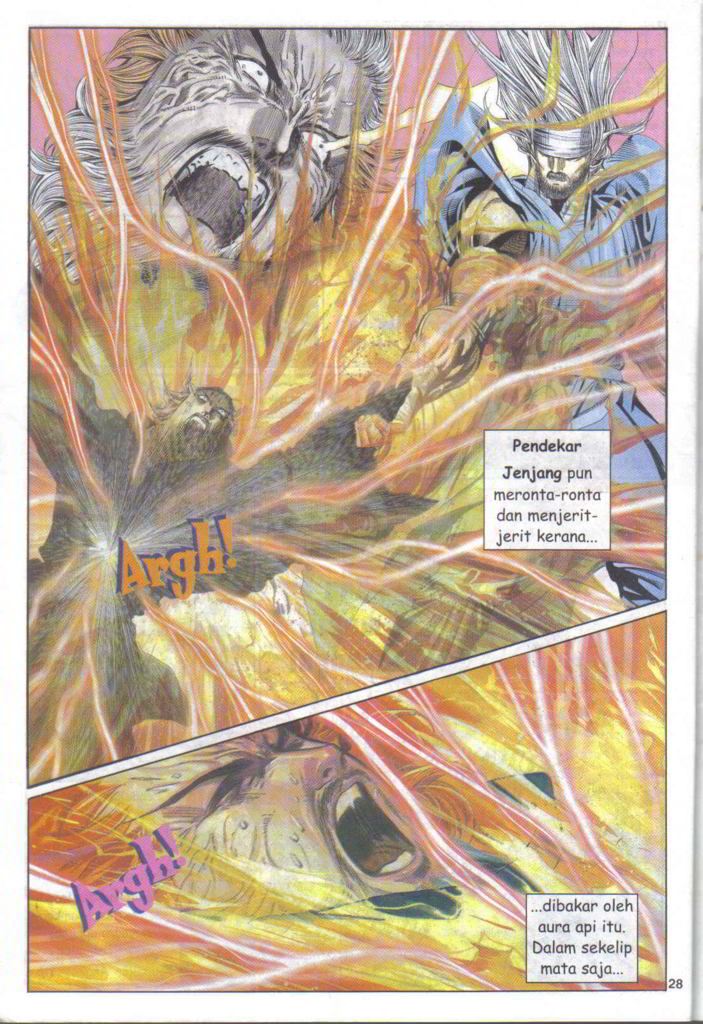 Pendekar
Jenjang pun
meronta-ronta
dan menjerit-
jerit kerana...
Argh!
Argh!
...dibakar oleh
aura api itu.
Dalam sekelip
mata saja...
28